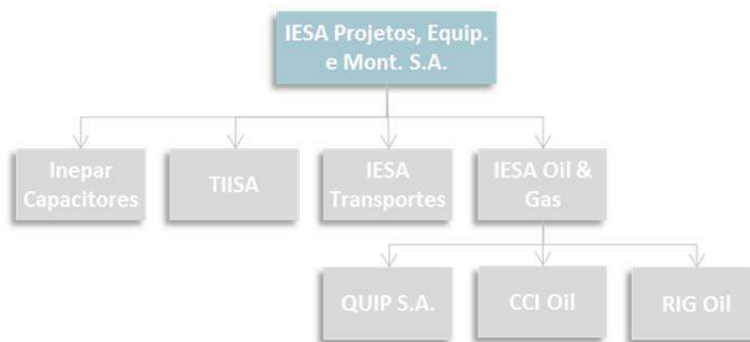 IESA Projetos, Equip.
e Mont. S.A.
Inepar
Capacitores
TIISA
IESA
Transportes
IESA Oil &
Gas
QUIP S.A.
CCI Oil
RIG Oil